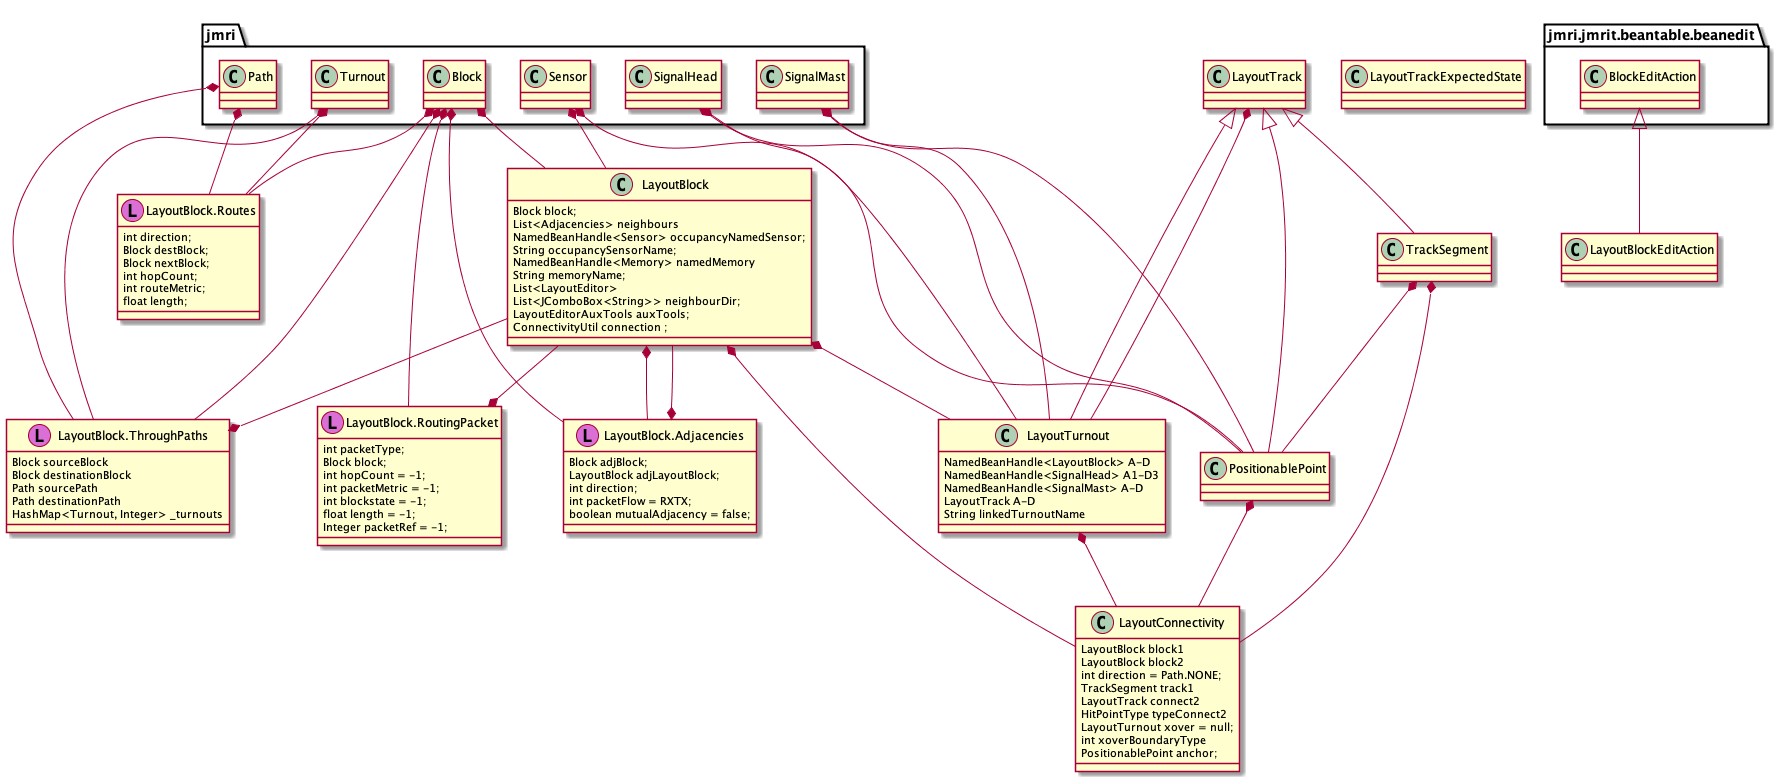 jmri
C Path
C Turnout
C Block
C Sensor
C SignalHead
C SignalMast
C LayoutTrack
C LayoutTrackExpectedState
jmri.jmrit.beantable.beanedit
C BlockEditAction
L LayoutBlock.Routes
int direction;
Block destBlock;
Block nextBlock;
int hopCount;
int routeMetric;
float length;
C LayoutBlock
Block block;
List<Adjacencies> neighbours
NamedBeanHandle<Sensor> occupancyNamedSensor;
String occupancySensorName;
NamedBeanHandle<Memory> namedMemory
String memoryName;
List<LayoutEditor>
List<JComboBox<String>> neighbourDir;
LayoutEditorAuxTools auxTools;
ConnectivityUtil connection ;
C TrackSegment
C LayoutBlockEditAction
L LayoutBlock.ThroughPaths
Block sourceBlock
Block destinationBlock
Path sourcePath
Path destinationPath
HashMap<Turnout, Integer> _turnouts
L LayoutBlock.RoutingPacket
int packetType;
Block block;
int hopCount = -1;
int packetMetric = -1;
int blockstate = -1;
float length = -1;
Integer packetRef = -1;
L LayoutBlock.Adjacencies
Block adjBlock;
LayoutBlock adjLayoutBlock;
int direction;
int packetFlow = RXTX;
boolean mutualAdjacency = false;
C LayoutTurnout
NamedBeanHandle<LayoutBlock> A-D
NamedBeanHandle<SignalHead> A1-D3
NamedBeanHandle<SignalMast> A-D
LayoutTrack A-D
String linkedTurnoutName
C PositionablePoint
C LayoutConnectivity
LayoutBlock block1
LayoutBlock block2
int direction = Path.NONE;
TrackSegment track1
LayoutTrack connect2
HitPointType typeConnect2
LayoutTurnout xover = null;
int xoverBoundaryType
PositionablePoint anchor;